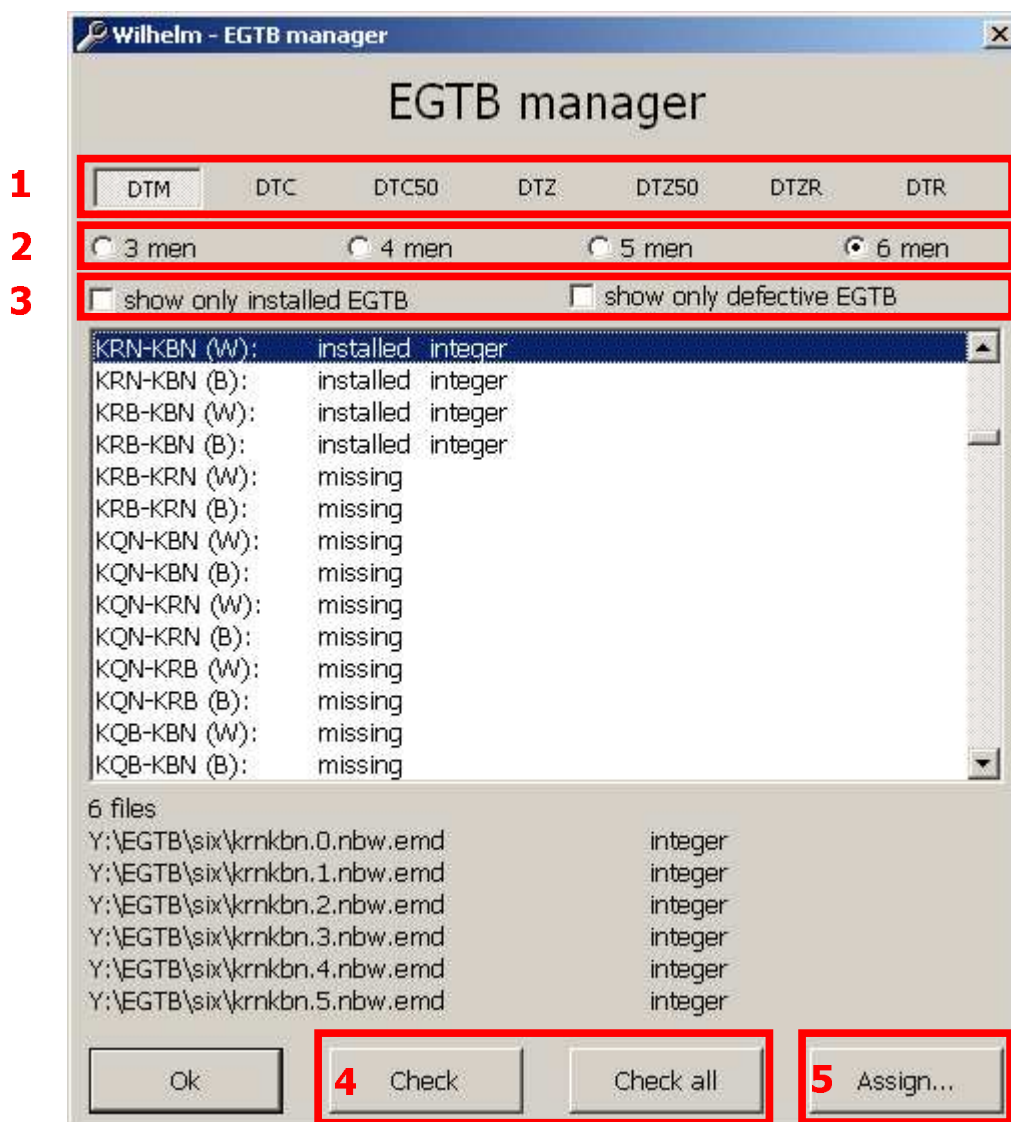 Wilhelm - EGTB manager
EGTB manager
1 DTM DTC DTC50 DTZ DTZ50 DTZR DTR
2 3 men 4 men 5 men 6 men
3 show only installed EGTB show only defective EGTB
KRN-KBN (W): installed integer
KRN-KBN (B): installed integer
KRB-KBN (W): installed integer
KRB-KBN (B): installed integer
KRB-KRN (W): missing
KRB-KRN (B): missing
KQN-KBN (W): missing
KQN-KBN (B): missing
KQN-KRN (W): missing
KQN-KRN (B): missing
KQN-KRB (W): missing
KQN-KRB (B): missing
KQB-KBN (W): missing
KQB-KBN (B): missing
6 files
Y:\EGTB\six\krnkbn.0.nbw.emd integer
Y:\EGTB\six\krnkbn.1.nbw.emd integer
Y:\EGTB\six\krnkbn.2.nbw.emd integer
Y:\EGTB\six\krnkbn.3.nbw.emd integer
Y:\EGTB\six\krnkbn.4.nbw.emd integer
Y:\EGTB\six\krnkbn.5.nbw.emd integer
Ok 4 Check Check all 5 Assign...